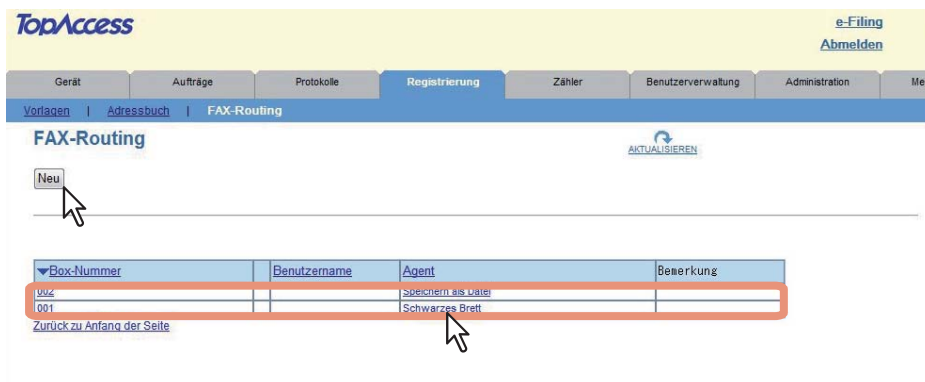 TopAccess
e-Filing
Abmelden
Gerät Aufträge Protokolle Registrierung Zähler Benutzerverwaltung Administration Me
Vorlagen | Adressbuch | FAX-Routing
FAX-Routing
AKTUALISIEREN
Neu
Box-Nummer Benutzername Agent Bemerkung
002 Speichern als Datei
001 Schwarzes Brett
Zurück zu Anfang der Seite